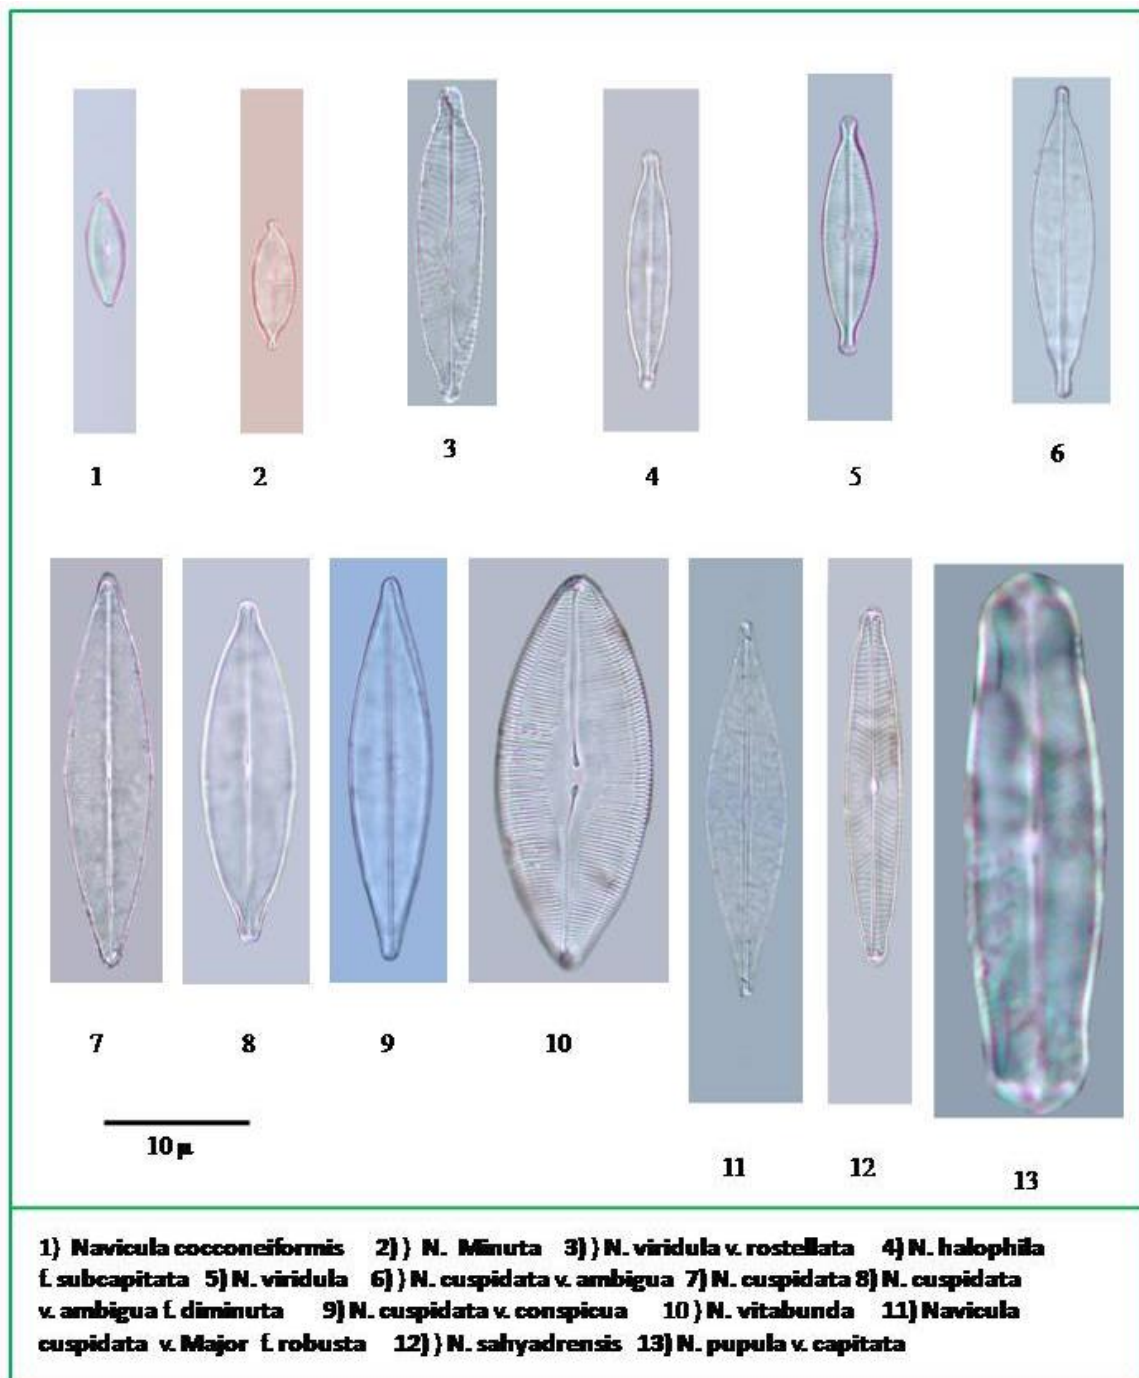 1 2 3 4 5 6
7 8 9 10
10 µ
11 12 13
1) Navicula cocconeiformis 2) ) N. Minuta 3) ) N. viridula v. rostellata 4) N. halophila
f. subcapitata 5) N. viridula 6) ) N. cuspidata v. ambigua 7) N. cuspidata 8) N. cuspidata
v. ambigua f. diminuta 9) N. cuspidata v. conspicua 10 ) N. vitabunda 11) Navicula
cuspidata v. Major f. robusta 12) ) N. sahyadrensis 13) N. pupula v. capitata